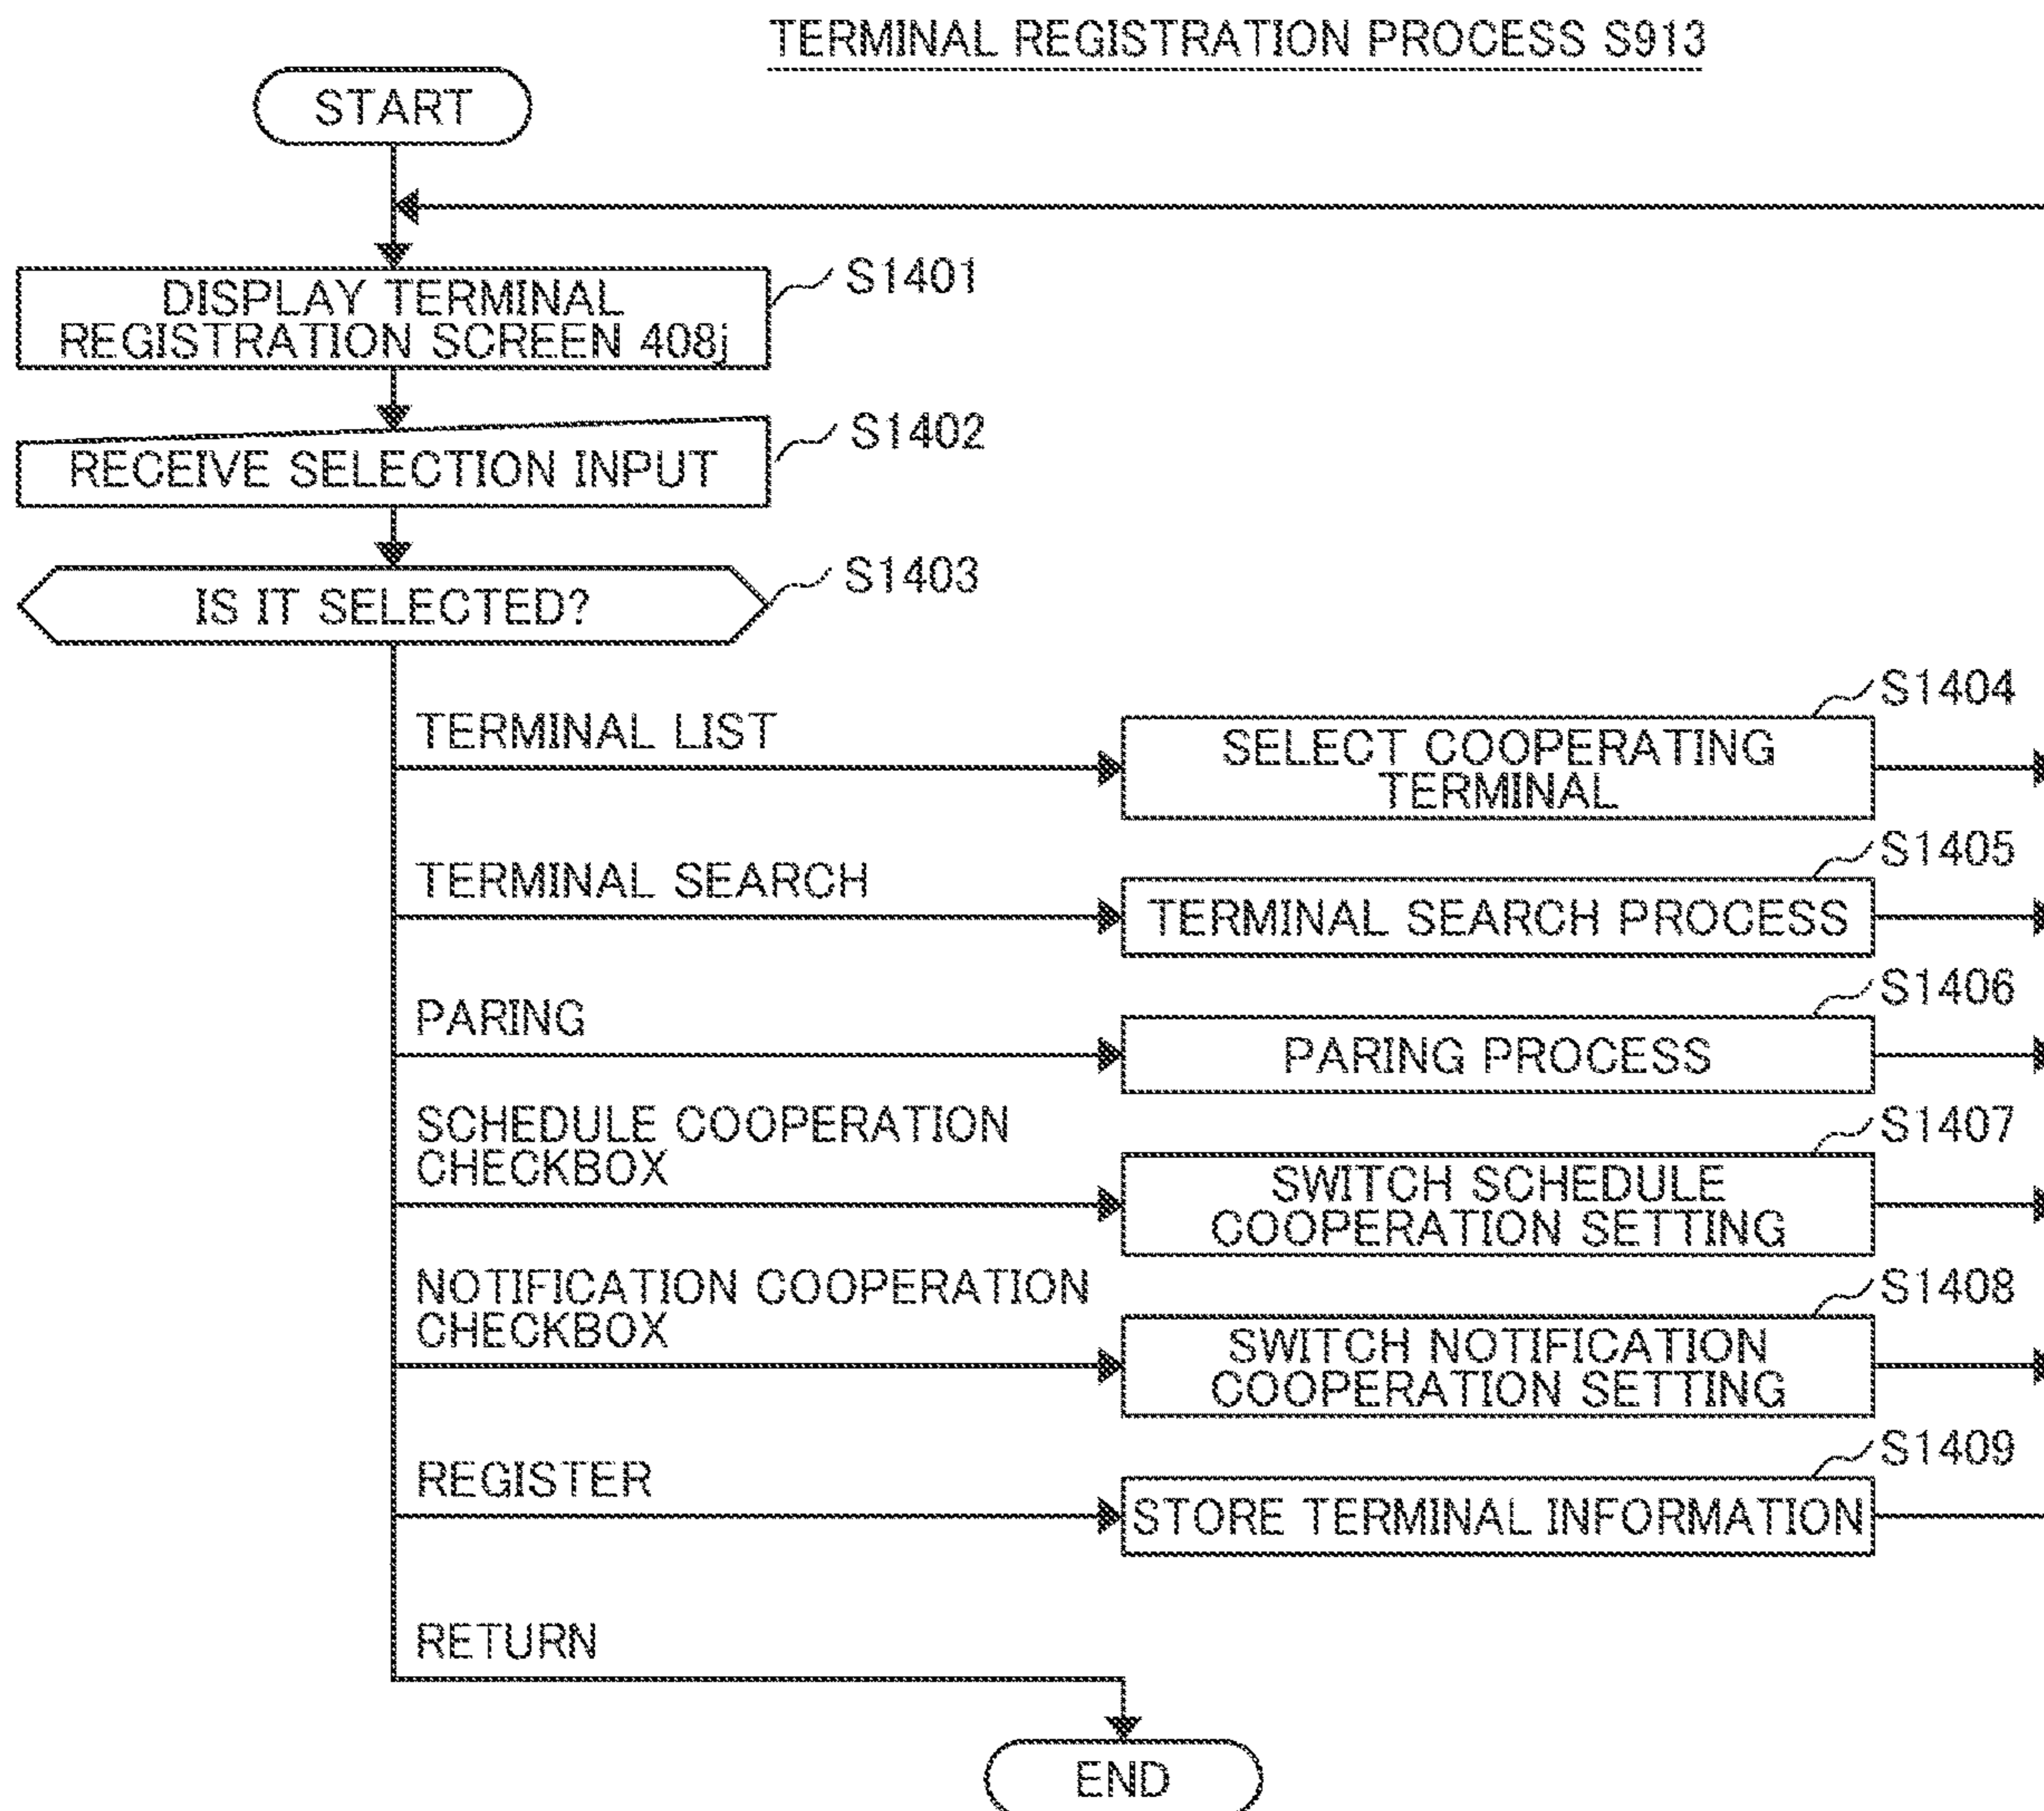 TERMINAL REGISTRATION PROCESS S913
START
DISPLAY TERMINAL
REGISTRATION SCREEN 408j
S1401
RECEIVE SELECTION INPUT
S1402
IS IT SELECTED?
S1403
TERMINAL LIST
SELECT COOPERATING
TERMINAL
S1404
TERMINAL SEARCH
TERMINAL SEARCH PROCESS
S1405
PARING
PARING PROCESS
S1406
SCHEDULE COOPERATION
CHECKBOX
SWITCH SCHEDULE
COOPERATION SETTING
S1407
NOTIFICATION COOPERATION
CHECKBOX
SWITCH NOTIFICATION
COOPERATION SETTING
S1408
REGISTER
STORE TERMINAL INFORMATION
S1409
RETURN
END